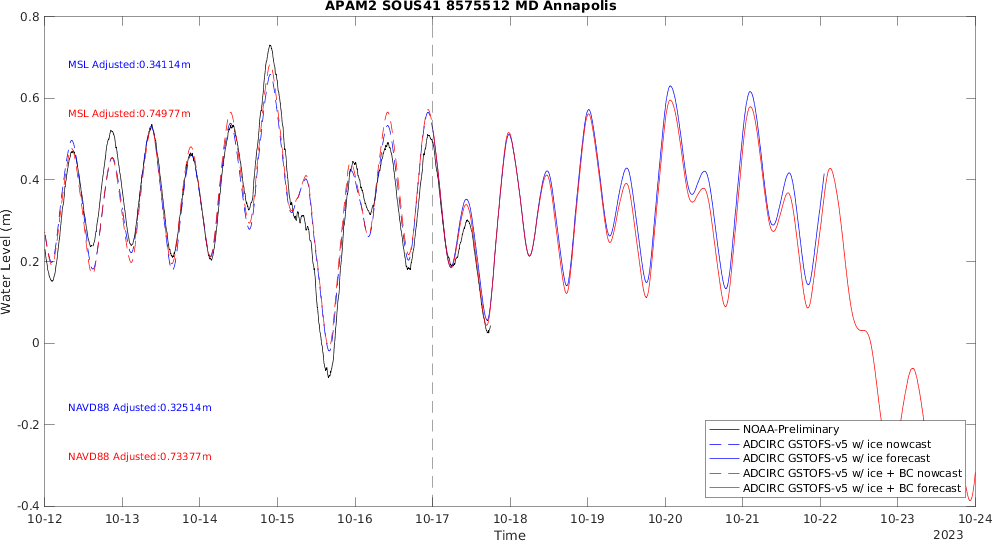 APAM2 SOUS41 8575512 MD Annapolis
0.8
0.6
0.4
0.2
0
-0.2
-0.4
Water Level (m)
MSL Adjusted:0.34114m
MSL Adjusted:0.74977m
NAVD88 Adjusted:0.32514m
NAVD88 Adjusted:0.73377m
NOAA-Preliminary
ADCIRC GSTOFS-v5 w/ ice nowcast
ADCIRC GSTOFS-v5 w/ ice forecast
ADCIRC GSTOFS-v5 w/ ice + BC nowcast
ADCIRC GSTOFS-v5 w/ ice + BC forecast
10-12 10-13 10-14 10-15 10-16 10-17 10-18 10-19 10-20 10-21 10-22 10-23 10-24
Time
2023